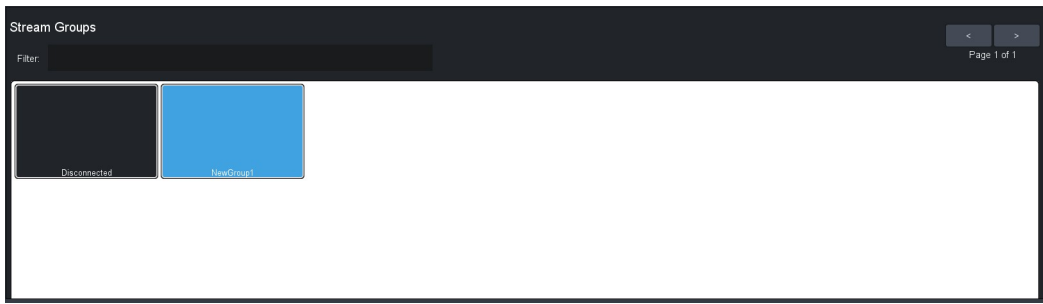 Stream Groups
< >
Filter:
Page 1 of 1
Disconnected
NewGroup1